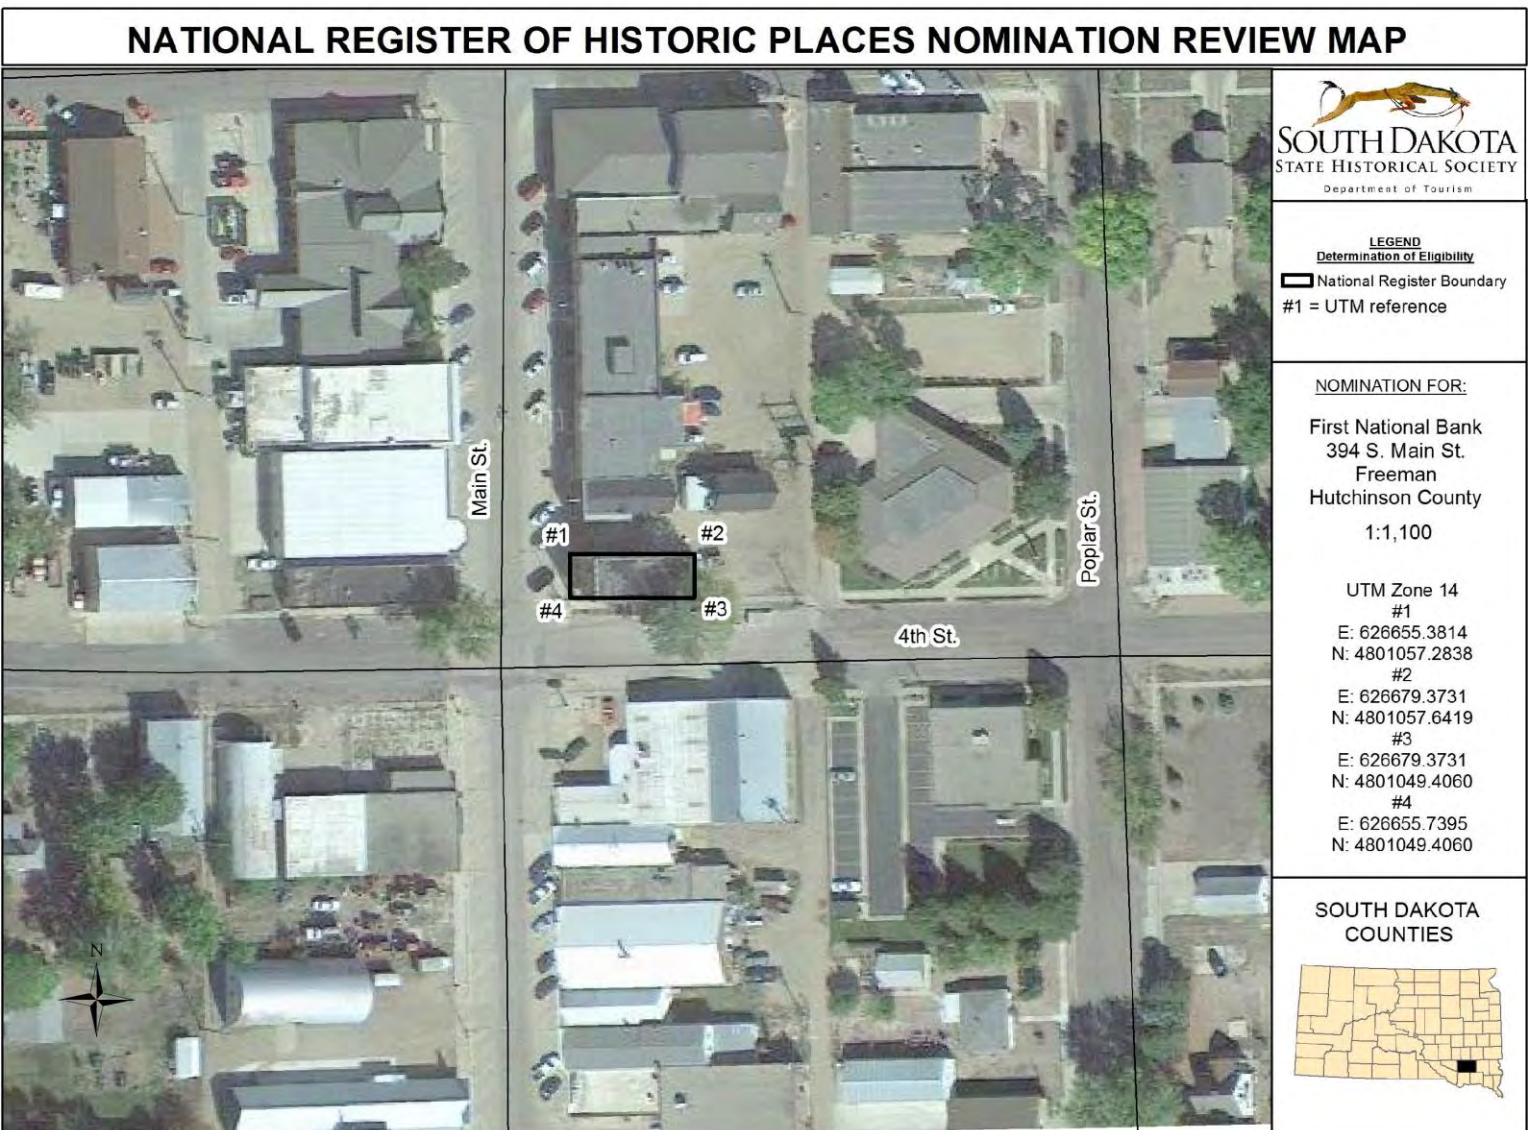 NATIONAL REGISTER OF HISTORIC PLACES NOMINATION REVIEW MAP
SOUTH DAKOTA
STATE HISTORICAL SOCIETY
Department of Tourism
LEGEND
Determination of Eligibility
National Register Boundary
#1 = UTM reference
NOMINATION FOR:
First National Bank
394 S. Main St.
Freeman
Hutchinson County
1:1,100
UTM Zone 14
#1
E: 626655.3814
N: 4801057.2838
#2
E: 626679.3731
N: 4801057.6419
#3
E: 626679.3731
N: 4801049.4060
#4
E: 626655.7395
N: 4801049.4060
SOUTH DAKOTA
COUNTIES
Main St.
Poplar St.
#1
#2
#4
#3
4th St.
N